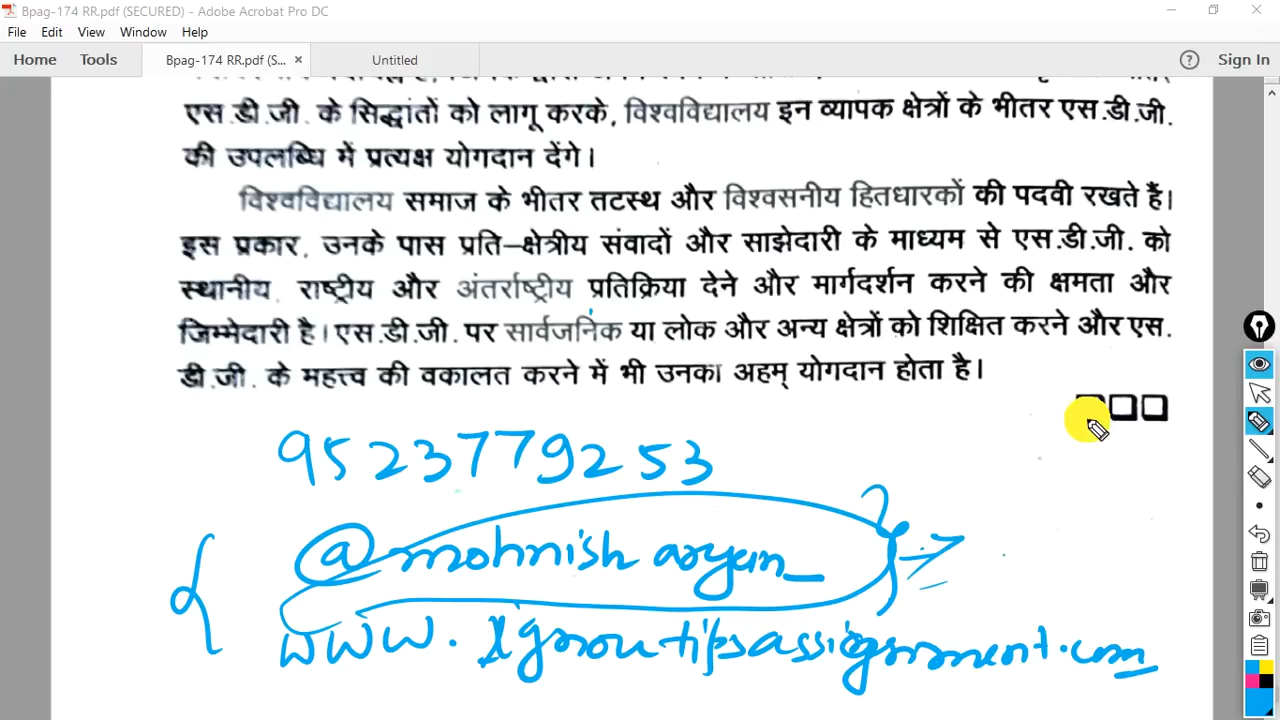 Bpag-174 RR.pdf (SECURED) - Adobe Acrobat Pro DC
File Edit View Window Help
Home Tools Bpag-174 RR.pdf (S... × Untitled ? Sign In
एस.डी.जी. के सिद्धांतों को लागू करके, विश्वविद्यालय इन व्यापक क्षेत्रों के भीतर एस.डी.जी.
की उपलब्धि में प्रत्यक्ष योगदान देंगे।
विश्वविद्यालय समाज के भीतर तटस्थ और विश्वसनीय हितधारकों की पदवी रखते हैं।
इस प्रकार, उनके पास प्रति-क्षेत्रीय संवादों और साझेदारी के माध्यम से एस.डी.जी. को
स्थानीय, राष्ट्रीय और अंतर्राष्ट्रीय प्रतिक्रिया देने और मार्गदर्शन करने की क्षमता और
जिम्मेदारी है। एस.डी.जी. पर सार्वजनिक या लोक और अन्य क्षेत्रों को शिक्षित करने और एस.
डी.जी. के महत्त्व की वकालत करने में भी उनका अहम् योगदान होता है।
9523779253
@mohnish aryan_
www.ignoutipsassignment.com